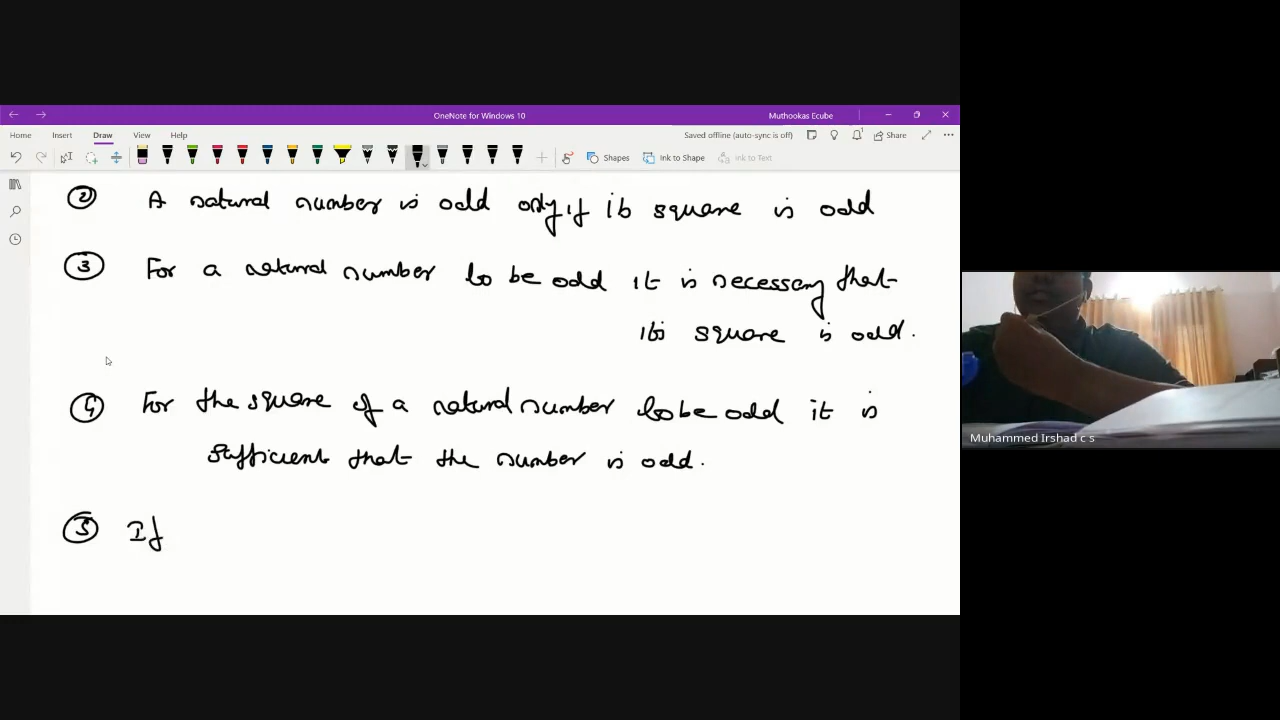 OneNote for Windows 10
Muthookas Ecube
Home Insert Draw View Help
Saved offline (auto-sync is off)
Share
Shapes
Ink to Shape
Ink to Text
② A natural number is odd only if its square is odd
③ For a natural number to be odd it is necessary that
its square is odd.
④ For the square of a natural number to be odd it is
sufficient that the number is odd.
⑤ If
Muhammed Irshad c s